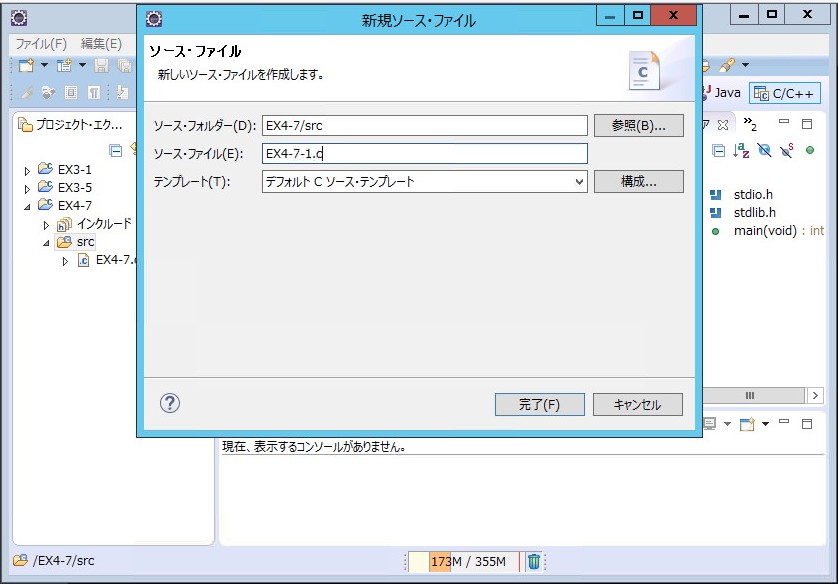 新規ソース・ファイル
ファイル(F) 編集(E)
ソース・ファイル
新しいソース・ファイルを作成します。
C
Java
C/C++
プロジェクト・エク...
ソース・フォルダー(D):
EX4-7/src
参照(B)...
ソース・ファイル(E):
EX4-7-1.c
テンプレート(T):
デフォルト C ソース・テンプレート
構成...
EX3-1
EX3-5
EX4-7
インクルード
src
EX4-7.c
stdio.h
stdlib.h
main(void) : int
完了(F)
キャンセル
現在、表示するコンソールがありません。
/EX4-7/src
173M / 355M